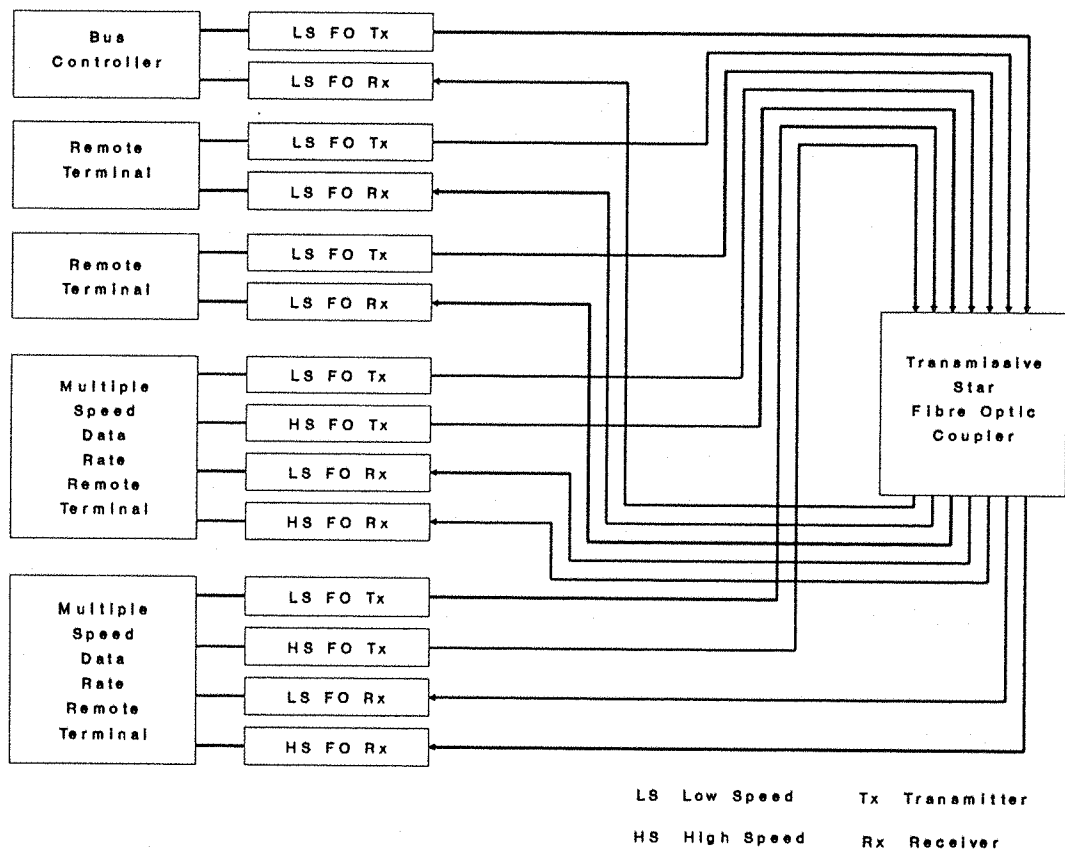 Bus
Controller
LS FO Tx
LS FO Rx
Remote
Terminal
LS FO Tx
LS FO Rx
Remote
Terminal
LS FO Tx
LS FO Rx
Multiple
Speed
Data
Rate
Remote
Terminal
LS FO Tx
HS FO Tx
LS FO Rx
HS FO Rx
Multiple
Speed
Data
Rate
Remote
Terminal
LS FO Tx
HS FO Tx
LS FO Rx
HS FO Rx
Transmissive
Star
Fibre Optic
Coupler
LS Low Speed
Tx Transmitter
HS High Speed
Rx Receiver